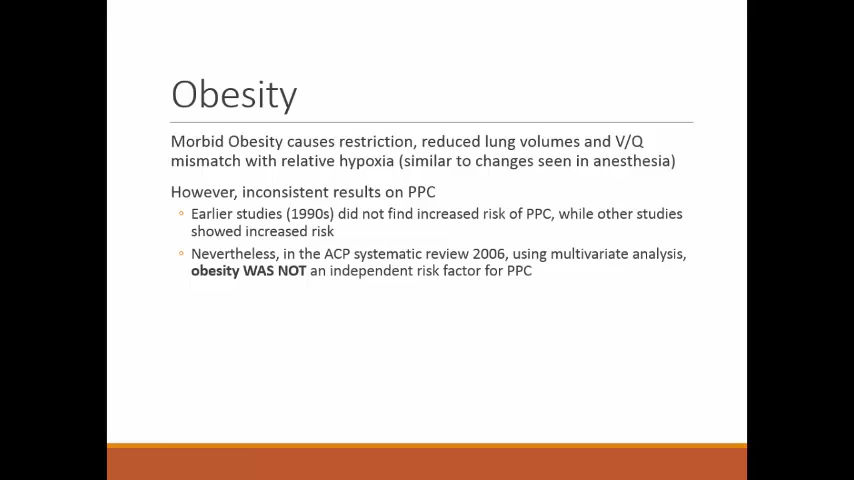 Obesity
Morbid Obesity causes restriction, reduced lung volumes and V/Q
mismatch with relative hypoxia (similar to changes seen in anesthesia)
However, inconsistent results on PPC
◦ Earlier studies (1990s) did not find increased risk of PPC, while other studies
showed increased risk
◦ Nevertheless, in the ACP systematic review 2006, using multivariate analysis,
obesity WAS NOT an independent risk factor for PPC